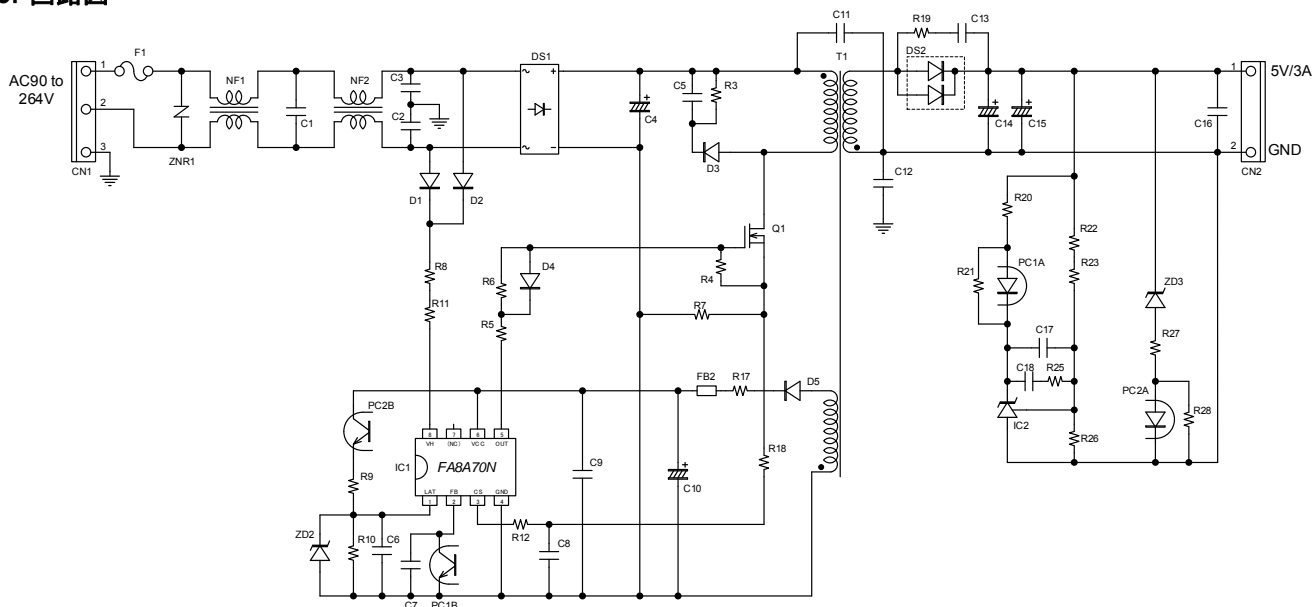 回路図
C11
R19
C13
F1
T1
DS1
DS2
AC90 to
264V
1
NF1
NF2
C3
C5
R3
1
5V/3A
2
C1
C2
C4
C14
C15
C16
3
ZNR1
2
GND
CN1
D3
C12
CN2
D1
D2
R20
Q1
R22
R8
D4
R4
R21
PC1A
R23
R6
ZD3
R11
R7
R5
C17
R27
C18
R25
FB2
R17
D5
PC2B
PC2A
R28
IC2
R26
8
7
6
5
VH
(NC)
VCC
OUT
R18
IC1
FA8A70N
C9
R9
C10
LAT
FB
CS
GND
1
2
3
4
ZD2
R10
C6
R12
C8
C7
PC1B